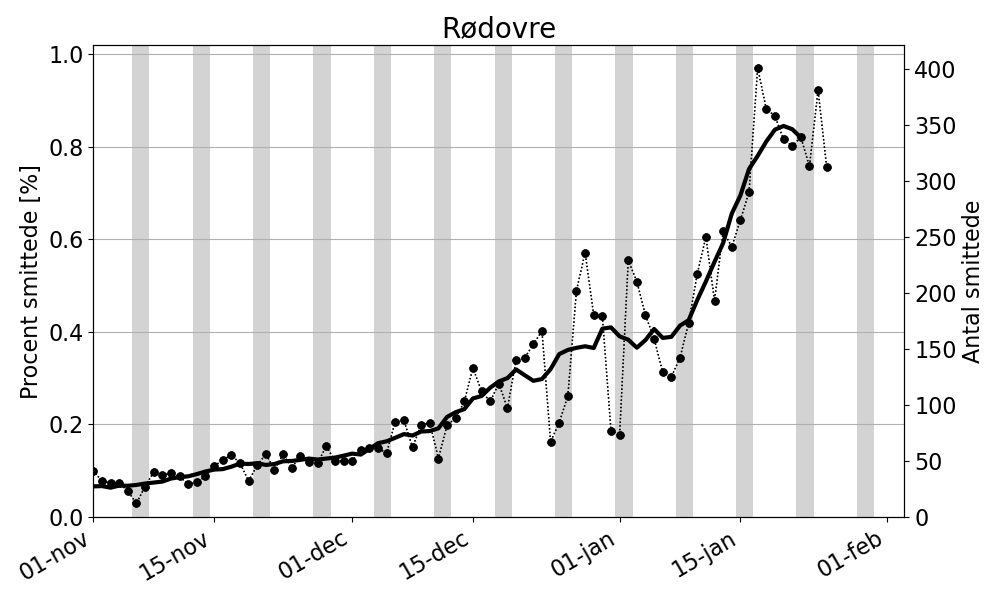 Rødovre
Procent smittede [%]
1.0
0.8
0.6
0.4
0.2
0.0
400
350
300
250
200
150
100
50
0
Antal smittede
01-nov
15-nov
01-dec
15-dec
01-jan
15-jan
01-feb